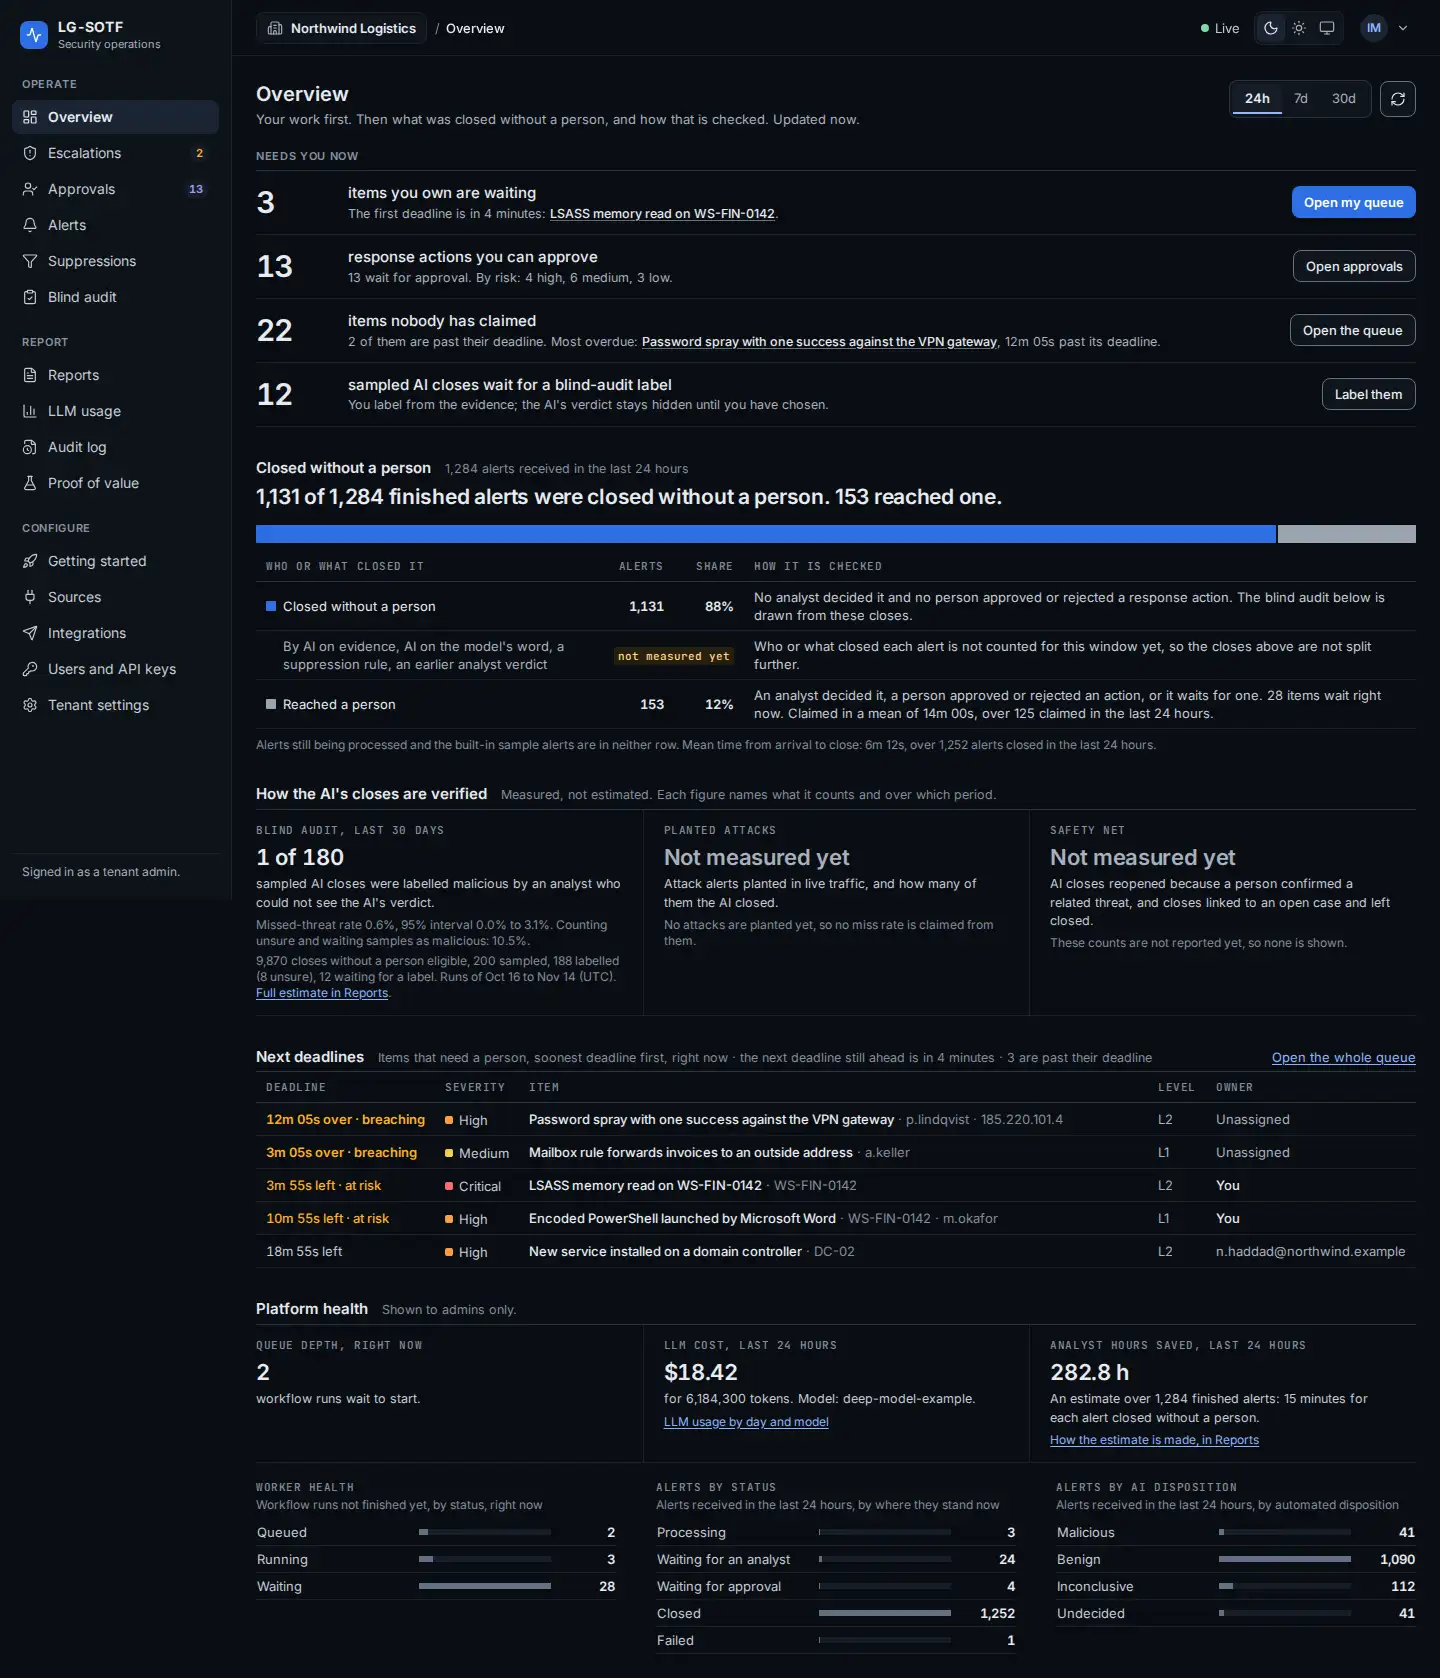 LG-SOTF
Security operations
OPERATE
Overview
Escalations 2
Approvals 13
Alerts
Suppressions
Blind audit
REPORT
Reports
LLM usage
Audit log
Proof of value
CONFIGURE
Getting started
Sources
Integrations
Users and API keys
Tenant settings
Signed in as a tenant admin.
Northwind Logistics / Overview
Live
IM
Overview
Your work first. Then what was closed without a person, and how that is checked. Updated now.
24h 7d 30d
NEEDS YOU NOW
3
items you own are waiting
The first deadline is in 4 minutes: LSASS memory read on WS-FIN-0142.
Open my queue
13
response actions you can approve
13 wait for approval. By risk: 4 high, 6 medium, 3 low.
Open approvals
22
items nobody has claimed
2 of them are past their deadline. Most overdue: Password spray with one success against the VPN gateway, 12m 05s past its deadline.
Open the queue
12
sampled AI closes wait for a blind-audit label
You label from the evidence; the AI's verdict stays hidden until you have chosen.
Label them
Closed without a person 1,284 alerts received in the last 24 hours
1,131 of 1,284 finished alerts were closed without a person. 153 reached one.
WHO OR WHAT CLOSED IT ALERTS SHARE HOW IT IS CHECKED
Closed without a person 1,131 88% No analyst decided it and no person approved or rejected a response action. The blind audit below is
drawn from these closes.
By AI on evidence, AI on the model's word, a
suppression rule, an earlier analyst verdict
not measured yet
Who or what closed each alert is not counted for this window yet, so the closes above are not split
further.
Reached a person 153 12% An analyst decided it, a person approved or rejected an action, or it waits for one. 28 items wait right
now. Claimed in a mean of 14m 00s, over 125 claimed in the last 24 hours.
Alerts still being processed and the built-in sample alerts are in neither row. Mean time from arrival to close: 6m 12s, over 1,252 alerts closed in the last 24 hours.
How the AI's closes are verified Measured, not estimated. Each figure names what it counts and over which period.
BLIND AUDIT, LAST 30 DAYS
1 of 180
sampled AI closes were labelled malicious by an analyst who
could not see the AI's verdict.
Missed-threat rate 0.6%, 95% interval 0.0% to 3.1%. Counting
unsure and waiting samples as malicious: 10.5%.
9,870 closes without a person eligible, 200 sampled, 188 labelled
(8 unsure), 12 waiting for a label. Runs of Oct 16 to Nov 14 (UTC).
Full estimate in Reports.
PLANTED ATTACKS
Not measured yet
Attack alerts planted in live traffic, and how many of
them the AI closed.
No attacks are planted yet, so no miss rate is claimed from
them.
SAFETY NET
Not measured yet
AI closes reopened because a person confirmed a
related threat, and closes linked to an open case and left
closed.
These counts are not reported yet, so none is shown.
Next deadlines Items that need a person, soonest deadline first, right now · the next deadline still ahead is in 4 minutes · 3 are past their deadline Open the whole queue
DEADLINE SEVERITY ITEM LEVEL OWNER
12m 05s over · breaching High Password spray with one success against the VPN gateway · p.lindqvist · 185.220.101.4 L2 Unassigned
3m 05s over · breaching Medium Mailbox rule forwards invoices to an outside address · a.keller L1 Unassigned
3m 55s left · at risk Critical LSASS memory read on WS-FIN-0142 · WS-FIN-0142 L2 You
10m 55s left · at risk High Encoded PowerShell launched by Microsoft Word · WS-FIN-0142 · m.okafor L1 You
18m 55s left High New service installed on a domain controller · DC-02 L2 n.haddad@northwind.example
Platform health Shown to admins only.
QUEUE DEPTH, RIGHT NOW
2
workflow runs wait to start.
LLM COST, LAST 24 HOURS
$18.42
for 6,184,300 tokens. Model: deep-model-example.
LLM usage by day and model
ANALYST HOURS SAVED, LAST 24 HOURS
282.8 h
An estimate over 1,284 finished alerts: 15 minutes for
each alert closed without a person.
How the estimate is made, in Reports
WORKER HEALTH
Workflow runs not finished yet, by status, right now
Queued 2
Running 3
Waiting 28
ALERTS BY STATUS
Alerts received in the last 24 hours, by where they stand now
Processing 3
Waiting for an analyst 24
Waiting for approval 4
Closed 1,252
Failed 1
ALERTS BY AI DISPOSITION
Alerts received in the last 24 hours, by automated disposition
Malicious 41
Benign 1,090
Inconclusive 112
Undecided 41